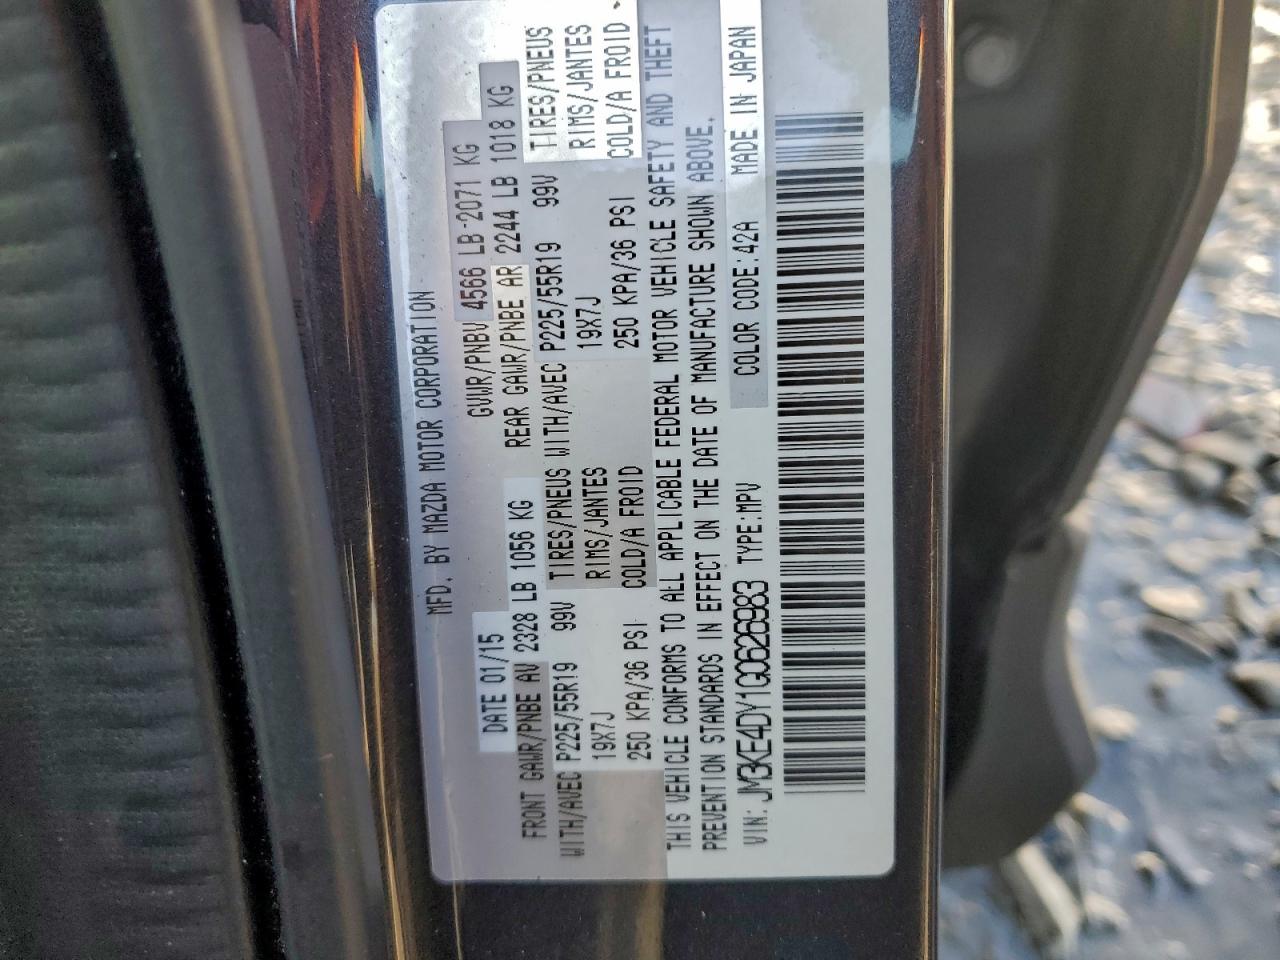 MFD. BY MAZDA MOTOR CORPORATION
DATE 01/15 GVWR/PNBV 4566 LB-2071 KG
FRONT GAWR/PNBE AV 2328 LB 1056 KG REAR GAWR/PNBE AR 2244 LB 1018 KG
WITH/AVEC P225/55R19 99V TIRES/PNEUS WITH/AVEC P225/55R19 99V TIRES/PNEUS
19X7J RIMS/JANTES 19X7J RIMS/JANTES
250 KPA/36 PSI COLD/A FROID 250 KPA/36 PSI COLD/A FROID
THIS VEHICLE CONFORMS TO ALL APPLICABLE FEDERAL MOTOR VEHICLE SAFETY AND THEFT
PREVENTION STANDARDS IN EFFECT ON THE DATE OF MANUFACTURE SHOWN ABOVE.
VIN: JM3KE4DY1G0626983 TYPE:MPV COLOR CODE:42A MADE IN JAPAN